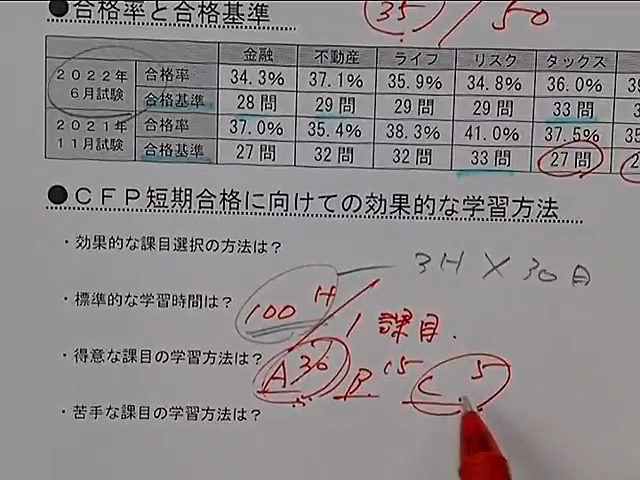 ●合格率と合格基準
35 / 50
金融 不動産 ライフ リスク タックス
2022年6月試験 合格率 34.3% 37.1% 35.9% 34.8% 36.0%
合格基準 28問 29問 29問 29問 33問
2021年11月試験 合格率 37.0% 35.4% 38.3% 41.0% 37.5%
合格基準 27問 32問 32問 33問 27問
●CFP短期合格に向けての効果的な学習方法
・効果的な課目選択の方法は?
3H×30日
・標準的な学習時間は?
100H
1課目.
・得意な課目の学習方法は?
A 30 B 15 C 5
・苦手な課目の学習方法は?